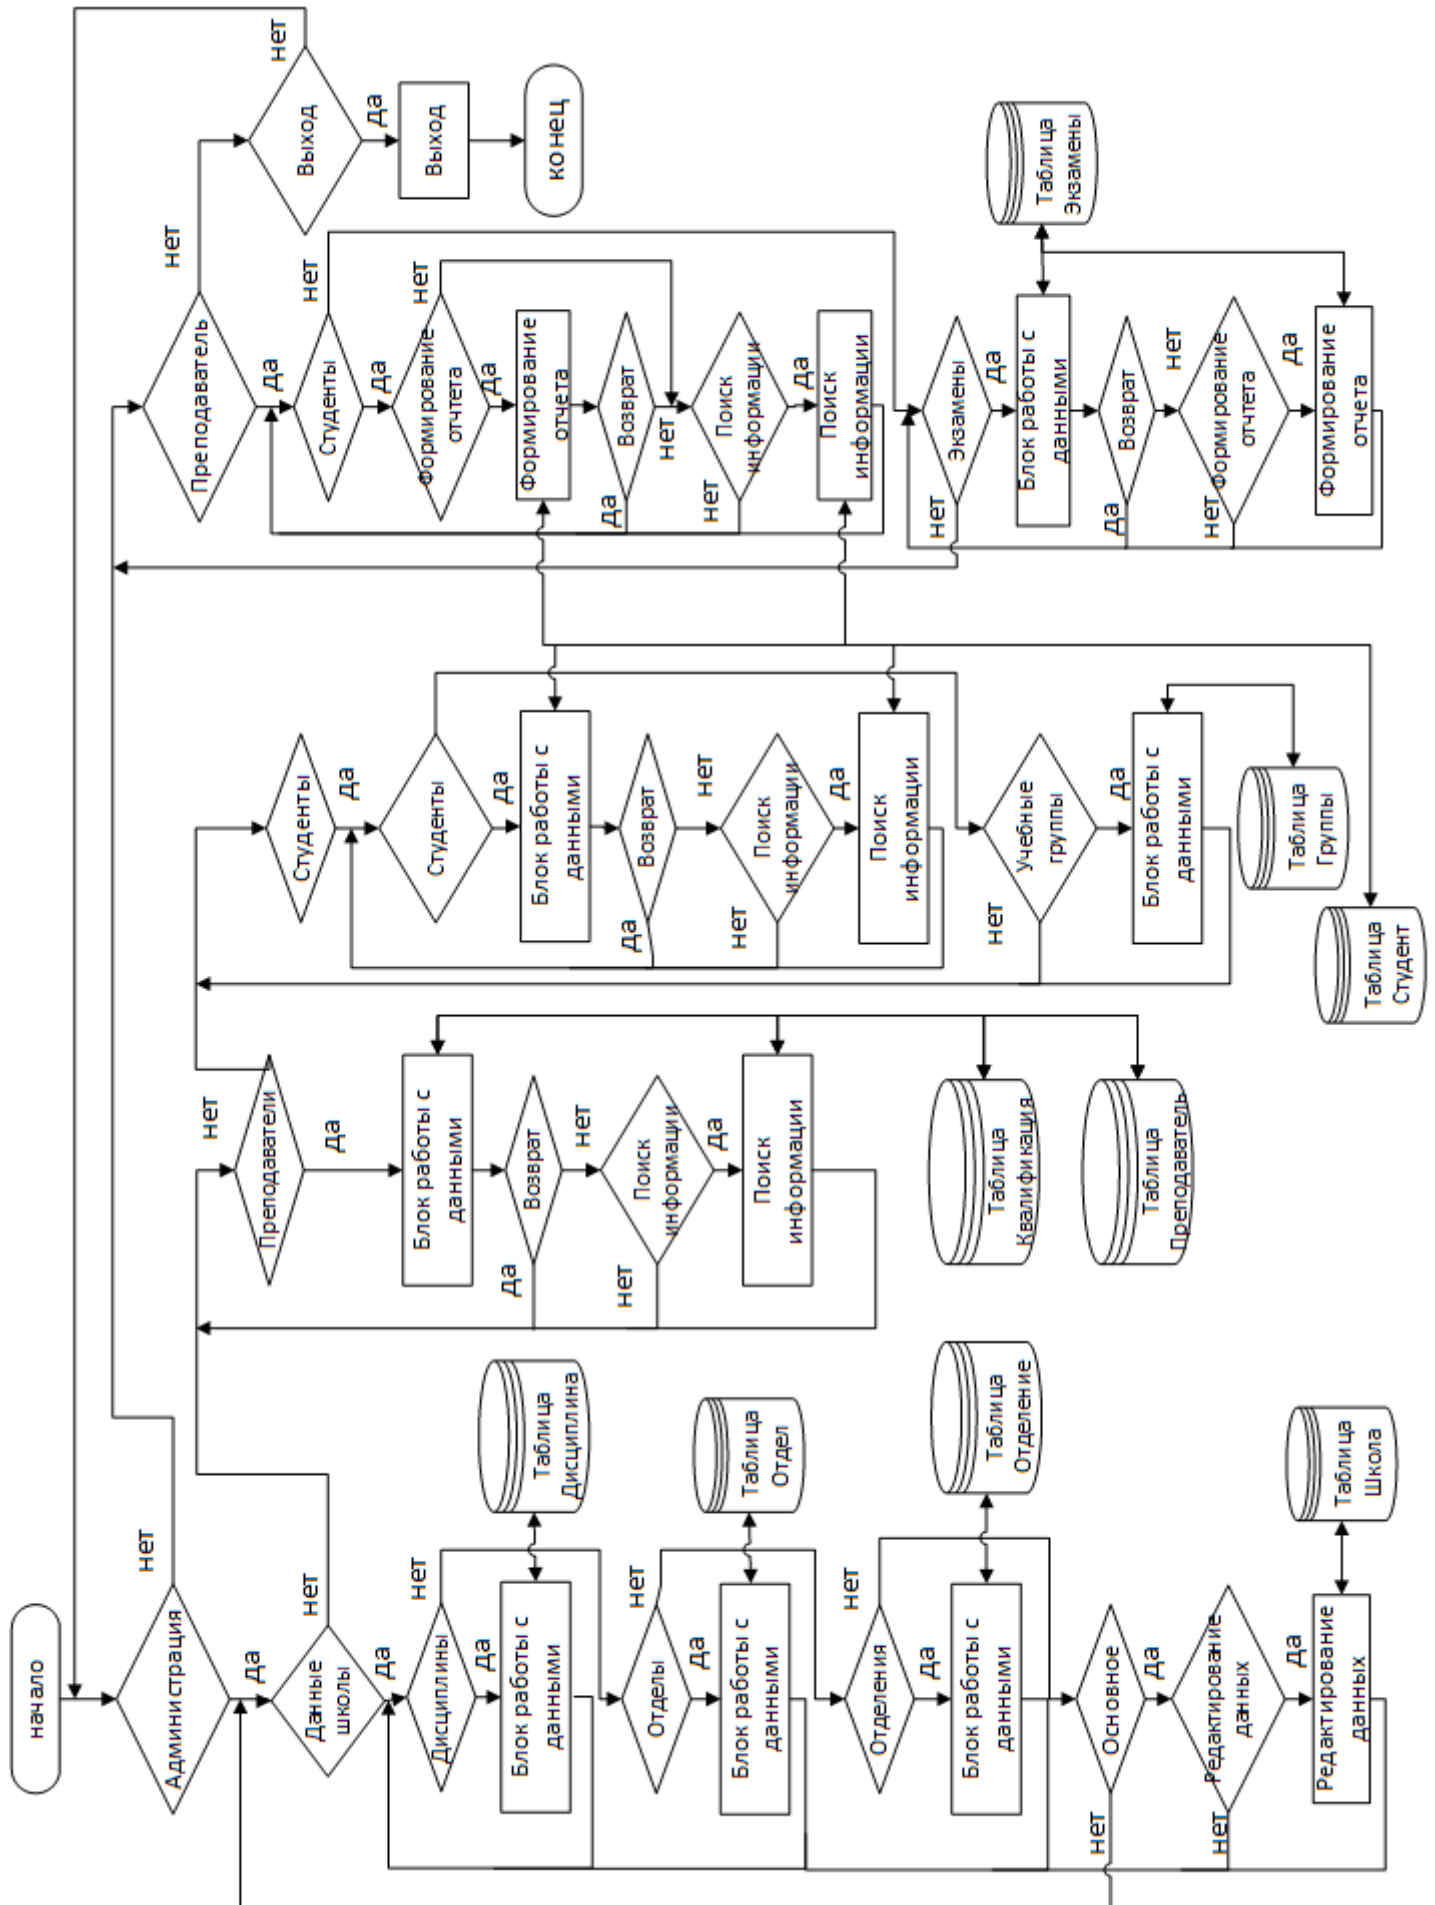 начало
Администрация
нет
да
Данные
школы
нет
да
Дисциплины
нет
да
Блок работы с
данными
Таблица
Дисциплина
Отделы
нет
да
Блок работы с
данными
Таблица
Отдел
Отделения
нет
да
Блок работы с
данными
Таблица
Отделение
Основное
да
нет
Редактирование
данных
да
нет
Редактирование
данных
Таблица
Школа
Преподаватели
нет
да
Блок работы с
данными
Возврат
нет
да
Поиск
информации
да
нет
Поиск
информации
Таблица
Квалификация
Таблица
Преподаватель
Студенты
да
Студенты
да
Блок работы с
данными
Возврат
нет
да
Поиск
информации
да
нет
Поиск
информации
Учебные
группы
да
нет
Блок работы с
данными
Таблица
Группы
Таблица
Студент
Преподаватель
нет
да
Студенты
нет
да
Формирование
отчтета
нет
да
Формирование
отчета
Возврат
нет
да
Поиск
информации
да
нет
Поиск
информации
Экзамены
да
нет
Блок работы с
данными
Таблица
Экзамены
Возврат
нет
да
Формирование
отчтета
да
нет
Формирование
отчета
Выход
нет
да
Выход
конец